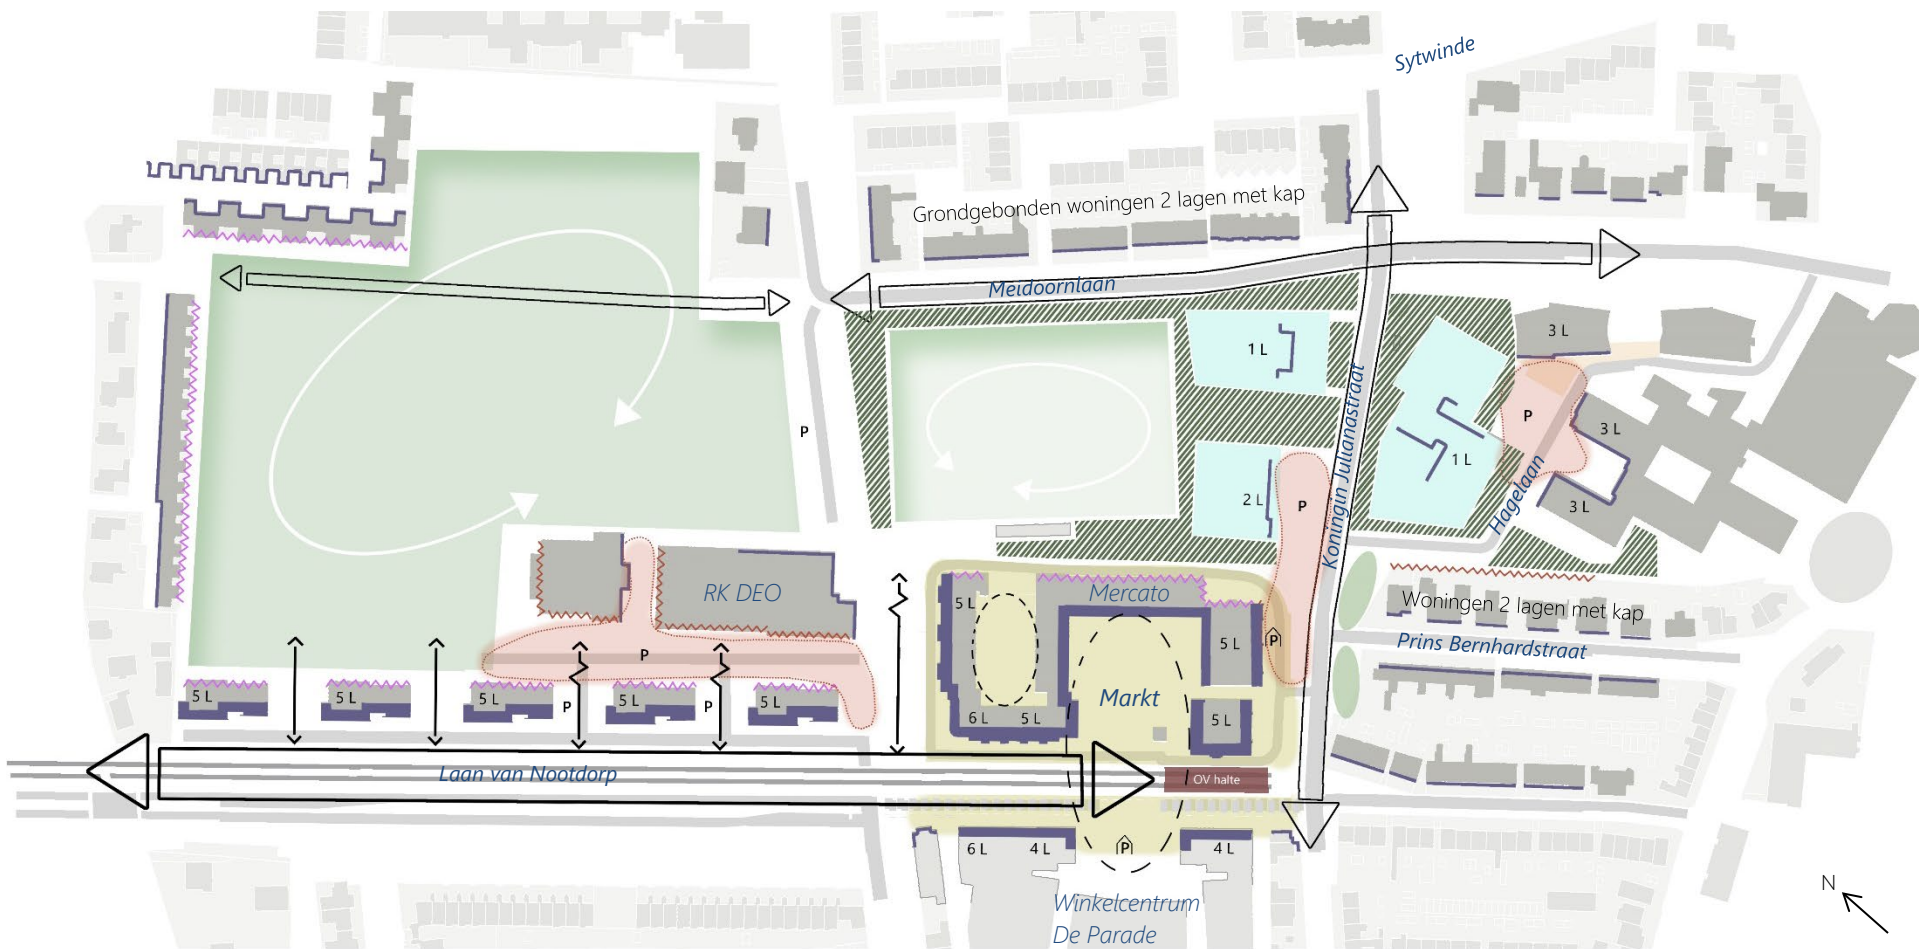 Sytwinde
Grondgebonden woningen 2 lagen met kap
Meidoornlaan
3 L
1 L
Koningin Julianastraat
P
P
3 L
1 L
2 L
P
Hagelaan
3 L
RK DEO
Mercato
5 L
Woningen 2 lagen met kap
P
5 L
P
Prins Bernhardstraat
Markt
5 L
5 L
5 L
5 L
5 L
P
P
6 L
5 L
5 L
Laan van Nootdorp
OV halte
6 L
4 L
P
4 L
N
Winkelcentrum
De Parade